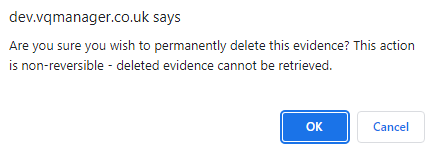 dev.vqmanager.co.uk says
Are you sure you wish to permanently delete this evidence? This action
is non-reversible - deleted evidence cannot be retrieved.
OK
Cancel